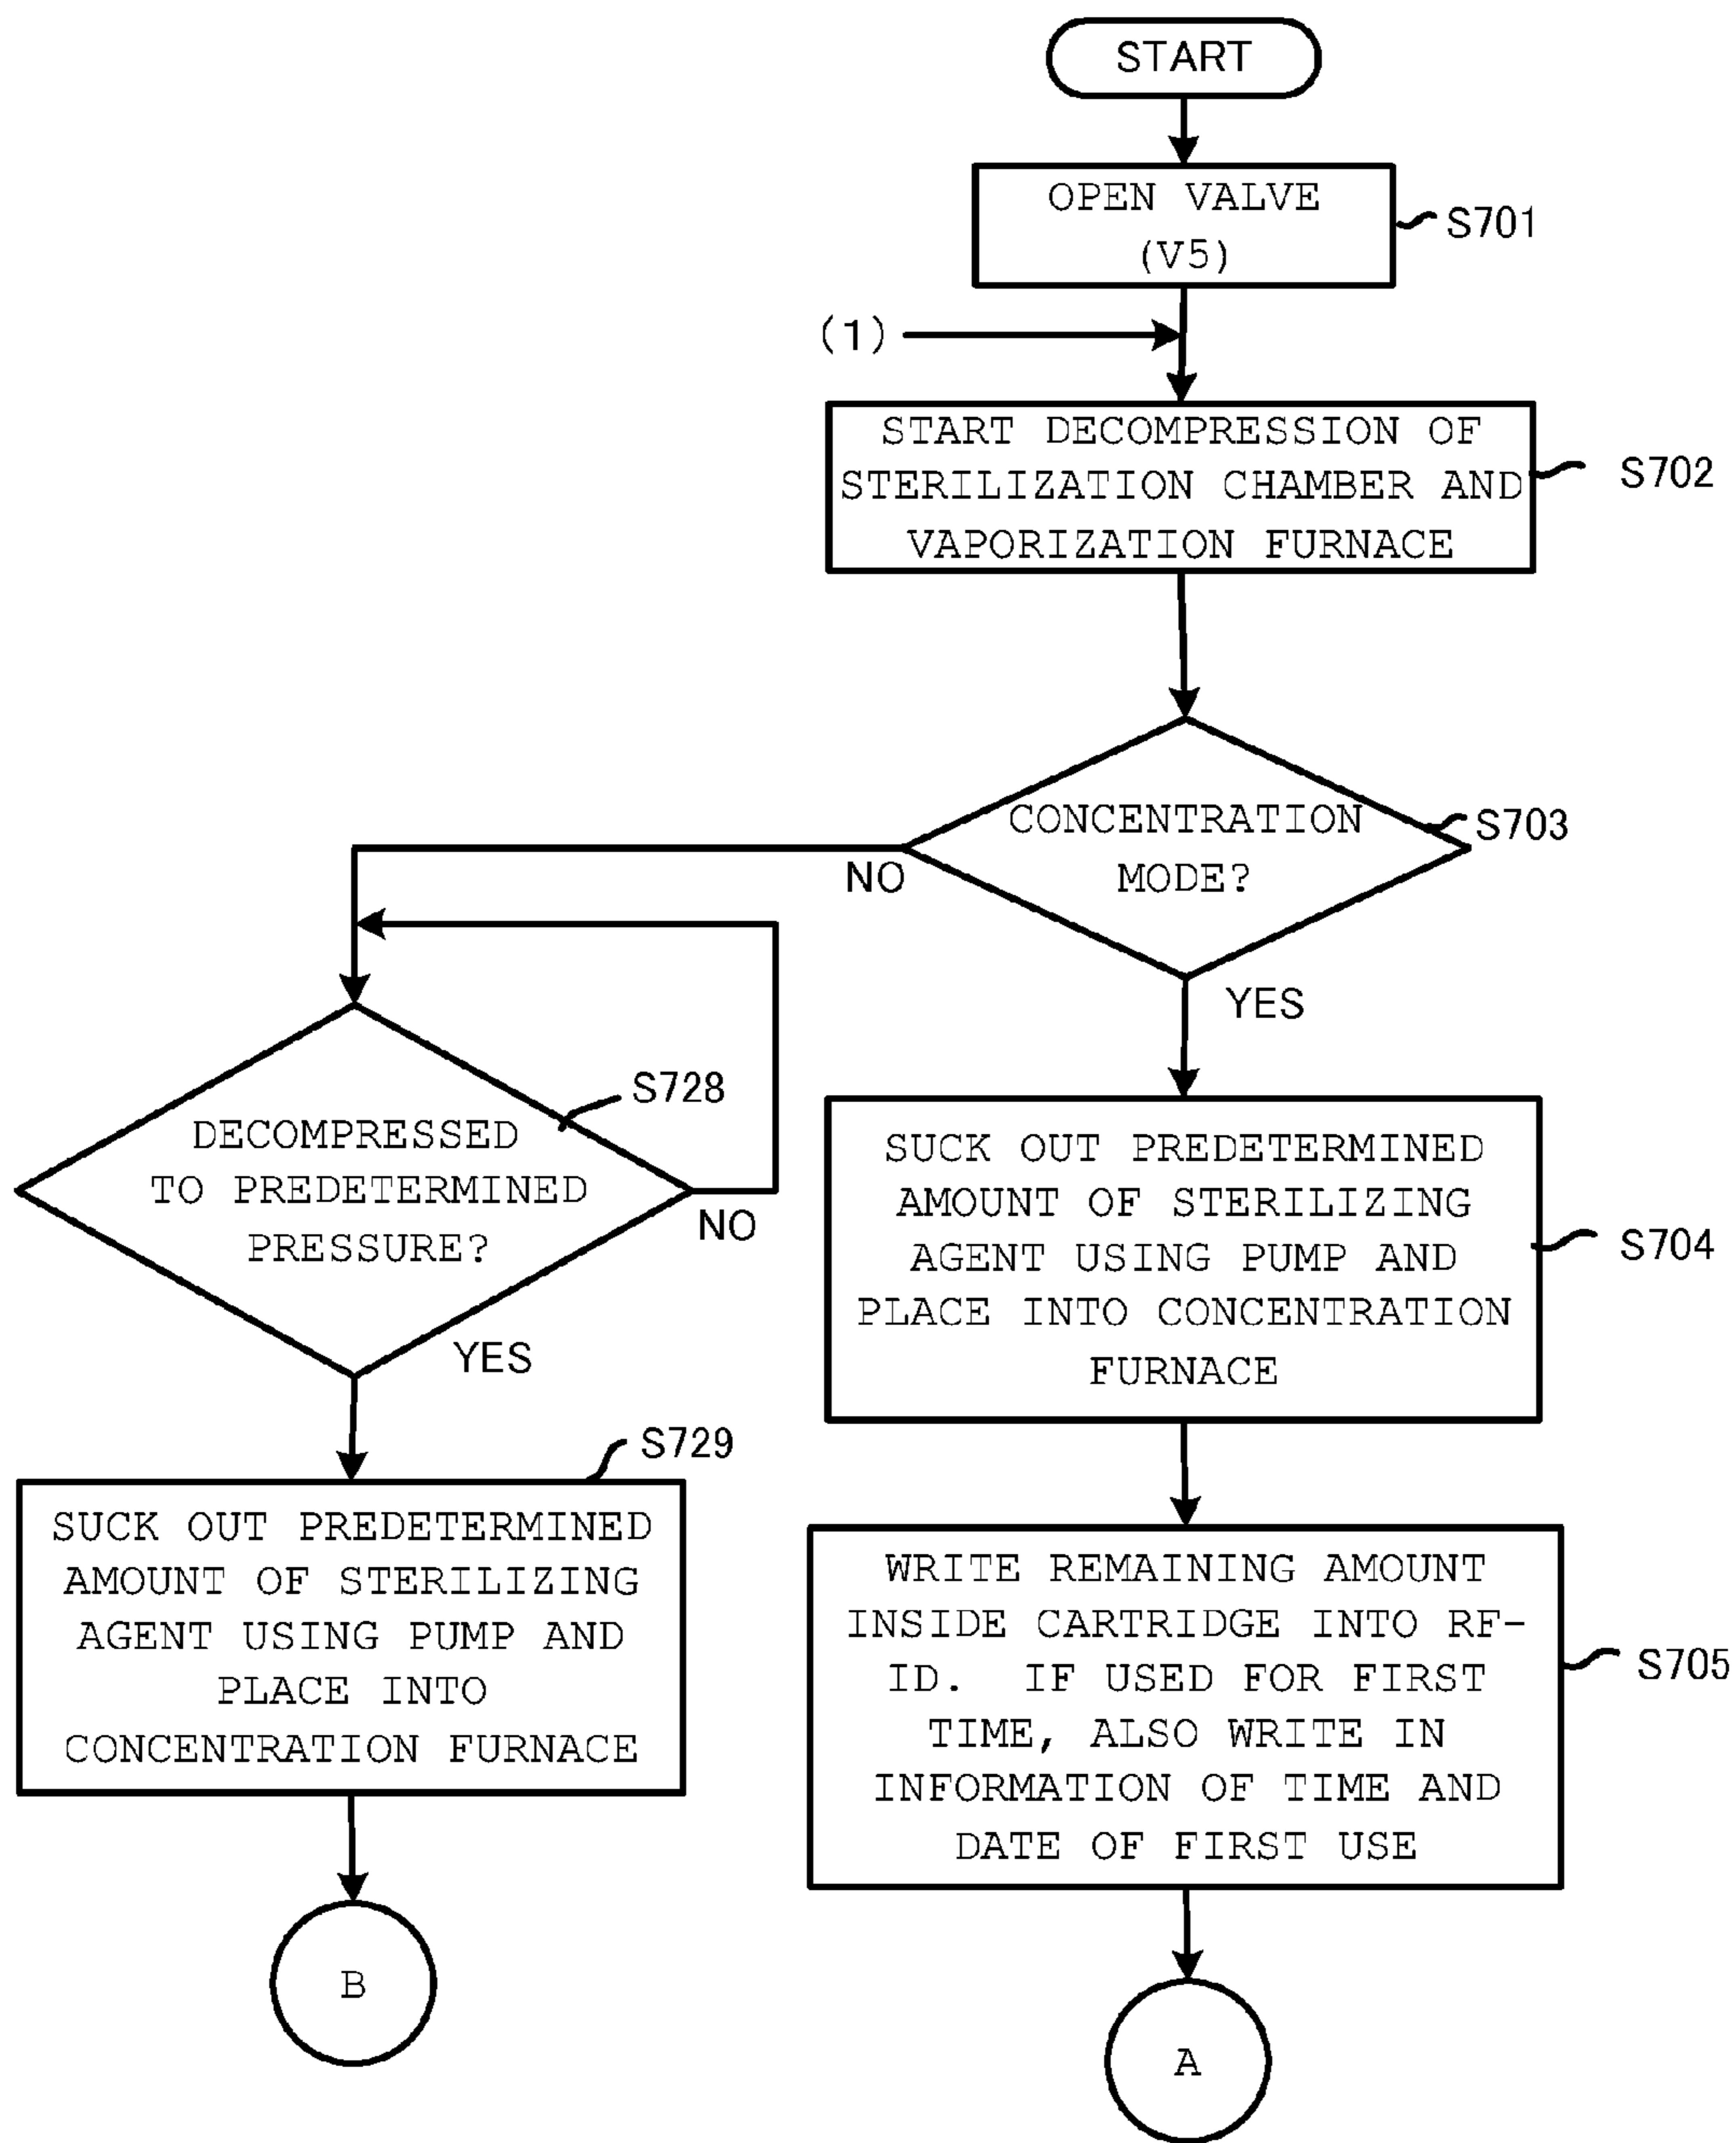 START
OPEN VALVE
(V5)
S701
(1)
START DECOMPRESSION OF
STERILIZATION CHAMBER AND
VAPORIZATION FURNACE
S702
CONCENTRATION
MODE?
S703
NO
YES
DECOMPRESSED
TO PREDETERMINED
PRESSURE?
S728
NO
YES
SUCK OUT PREDETERMINED
AMOUNT OF STERILIZING
AGENT USING PUMP AND
PLACE INTO CONCENTRATION
FURNACE
S704
S729
SUCK OUT PREDETERMINED
AMOUNT OF STERILIZING
AGENT USING PUMP AND
PLACE INTO
CONCENTRATION FURNACE
WRITE REMAINING AMOUNT
INSIDE CARTRIDGE INTO RF-
ID. IF USED FOR FIRST
TIME, ALSO WRITE IN
INFORMATION OF TIME AND
DATE OF FIRST USE
S705
B
A